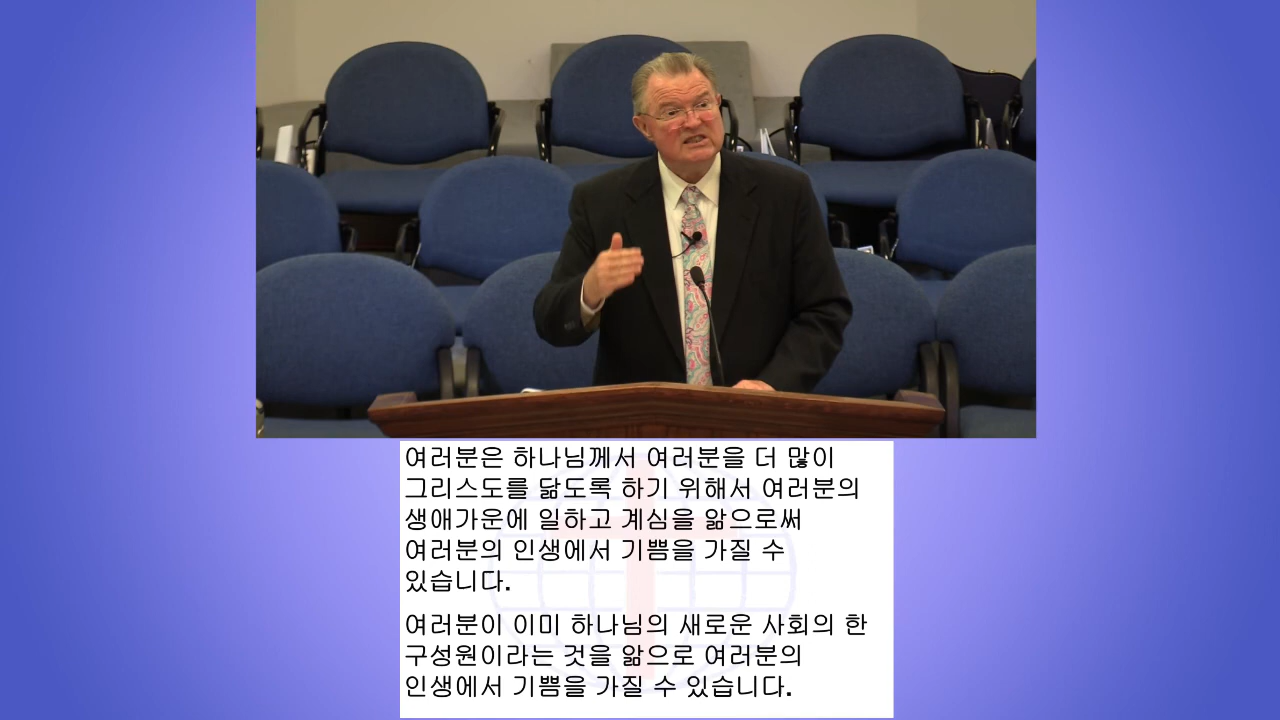 여러분은 하나님께서 여러분을 더 많이
그리스도를 닮도록 하기 위해서 여러분의
생애가운에 일하고 계심을 앎으로써
여러분의 인생에서 기쁨을 가질 수
있습니다.
여러분이 이미 하나님의 새로운 사회의 한
구성원이라는 것을 앎으로 여러분의
인생에서 기쁨을 가질 수 있습니다.